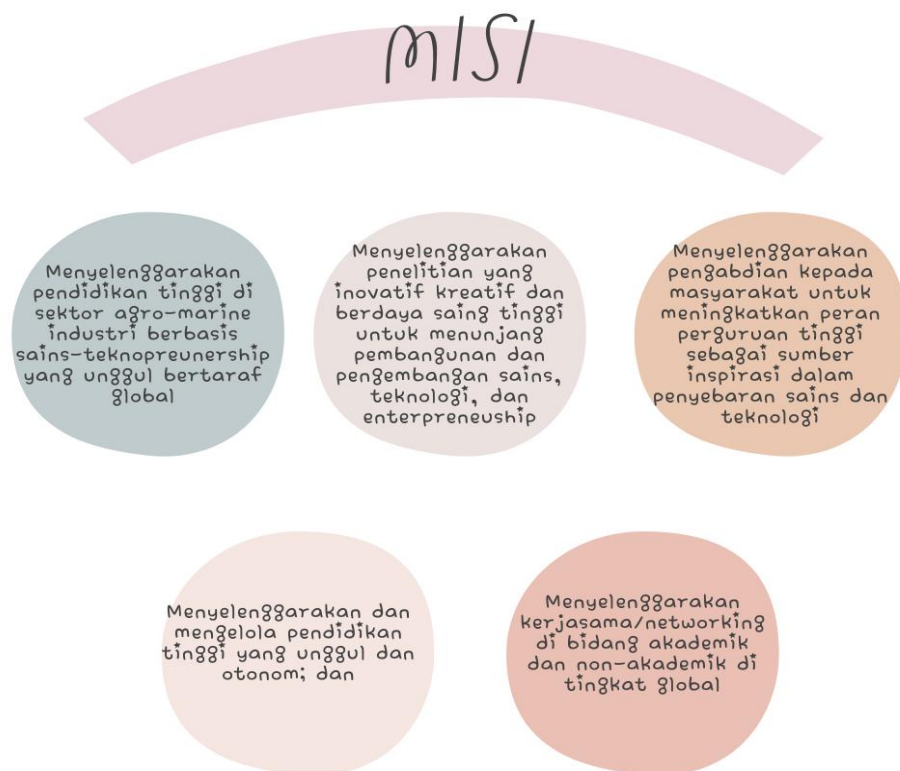 MISI
Menyelenggarakan
pendidikan tinggi di
sektor agro-marine
industri berbasis
sains-teknopreunership
yang unggul bertaraf
global
Menyelenggarakan
penelitian yang
inovatif kreatif dan
berdaya saing tinggi
untuk menunjang
pembangunan dan
pengembangan sains,
teknologi, dan
enterpreneuship
Menyelenggarakan
pengabdian kepada
masyarakat untuk
meningkatkan peran
perguruan tinggi
sebagai sumber
inspirasi dalam
penyebaran sains dan
teknologi
Menyelenggarakan dan
mengelola pendidikan
tinggi yang unggul dan
otonom; dan
Menyelenggarakan
kerjasama/networking
di bidang akademik
dan non-akademik di
tingkat global